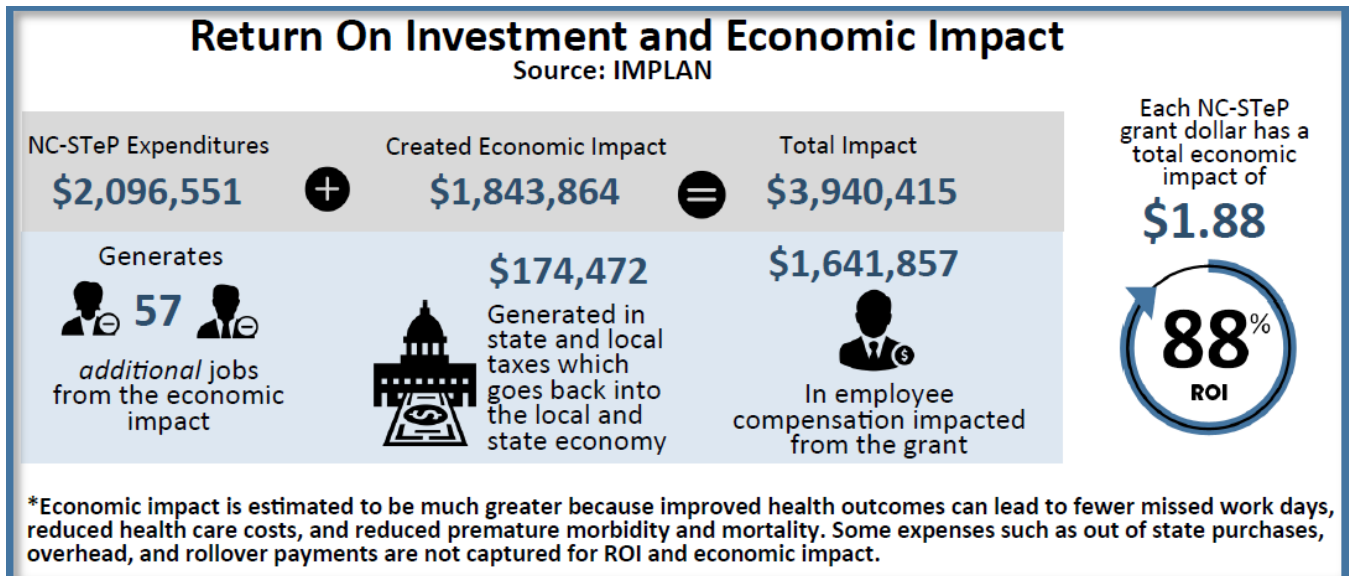 Return On Investment and Economic Impact
Source: IMPLAN
NC-STeP Expenditures
$2,096,551
+
Created Economic Impact
$1,843,864
=
Total Impact
$3,940,415
Generates
57
additional jobs
from the economic
impact
$174,472
Generated in
state and local
taxes which
goes back into
the local and
state economy
$1,641,857
$
In employee
compensation impacted
from the grant
Each NC-STeP
grant dollar has a
total economic
impact of
$1.88
88%
ROI
*Economic impact is estimated to be much greater because improved health outcomes can lead to fewer missed work days,
reduced health care costs, and reduced premature morbidity and mortality. Some expenses such as out of state purchases,
overhead, and rollover payments are not captured for ROI and economic impact.